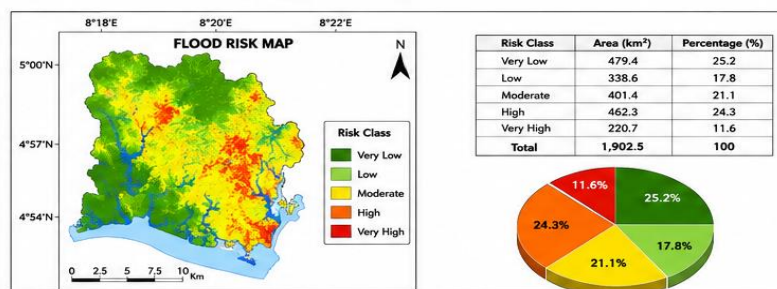 8°18'E 8°20'E 8°22'E
FLOOD RISK MAP
N
5°00'N
4°57'N
4°54'N
Risk Class
Very Low
Low
Moderate
High
Very High
0 2.5 5 7.5 10
Km
Risk Class Area (km²) Percentage (%)
Very Low 479.4 25.2
Low 338.6 17.8
Moderate 401.4 21.1
High 462.3 24.3
Very High 220.7 11.6
Total 1,902.5 100
11.6%
25.2%
24.3%
17.8%
21.1%